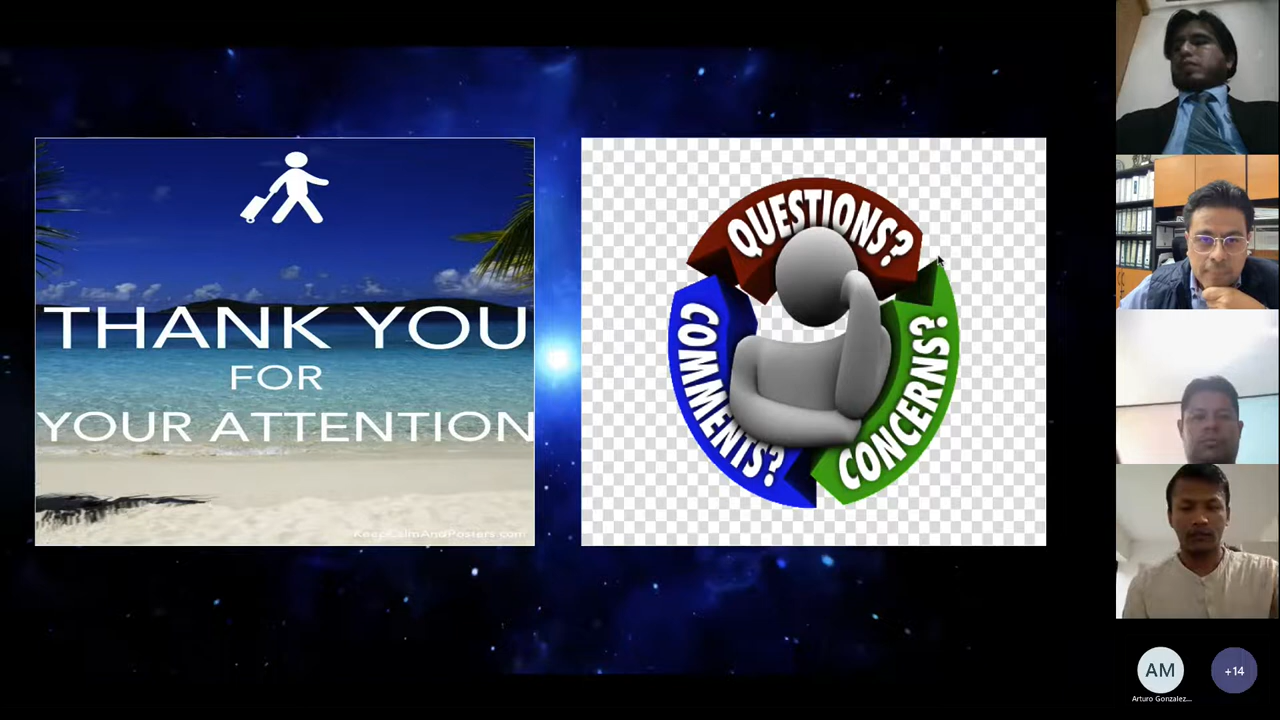 THANK YOU
FOR
YOUR ATTENTION
KeepCalmAndPosters.com
QUESTIONS?
COMMENTS?
CONCERNS?
AM
Arturo Gonzalez...
+14